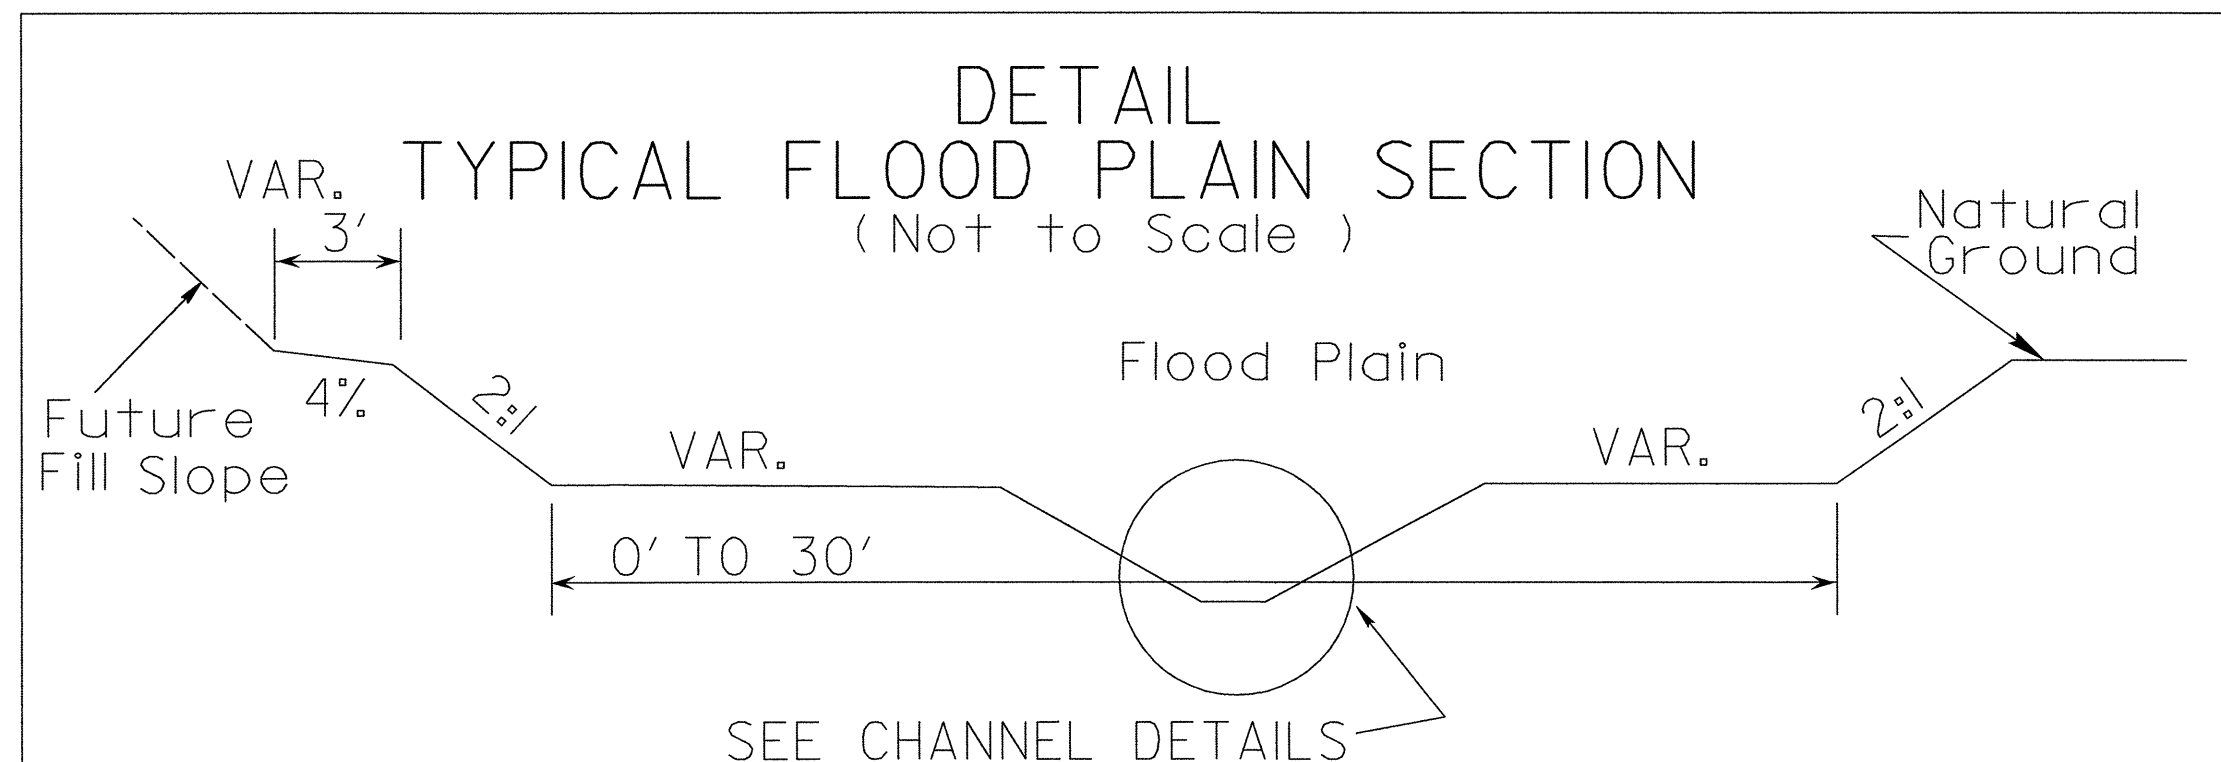 DETAIL
TYPICAL FLOOD PLAIN SECTION
( Not to Scale )
VAR.
3'
Natural
Ground
Flood Plain
4%
2:1
2:1
Future
Fill Slope
VAR.
VAR.
0' TO 30'
SEE CHANNEL DETAILS